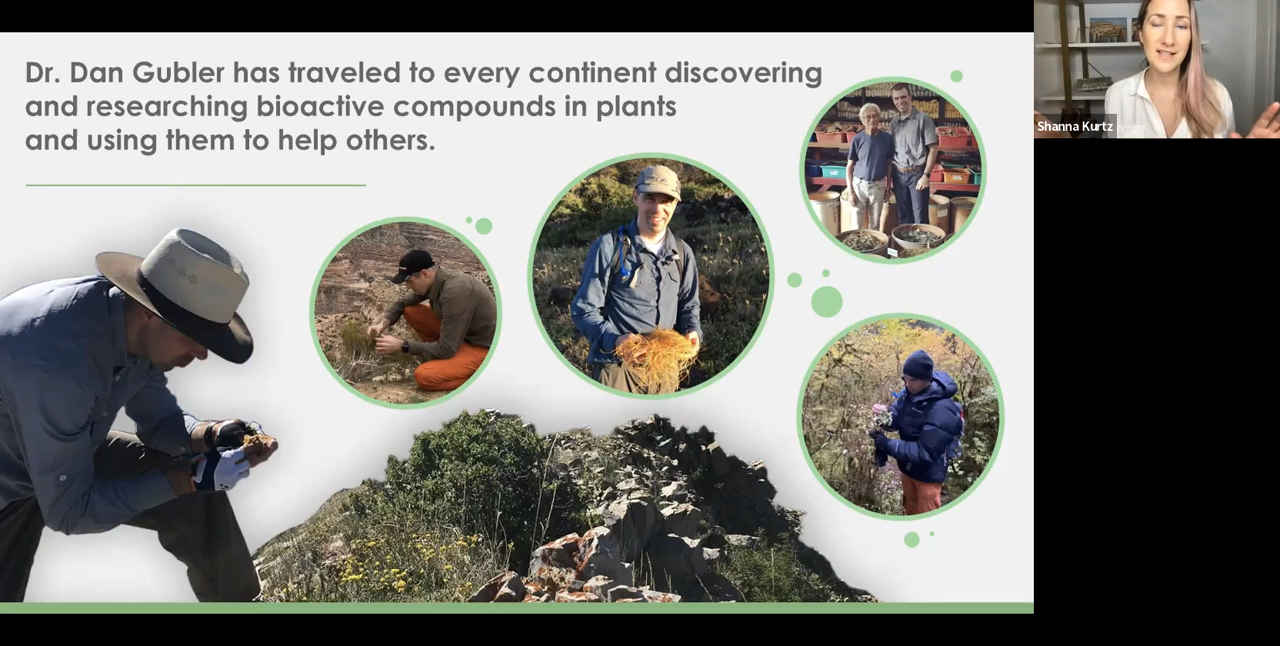 Dr. Dan Gubler has traveled to every continent discovering
and researching bioactive compounds in plants
and using them to help others.
Shanna Kurtz